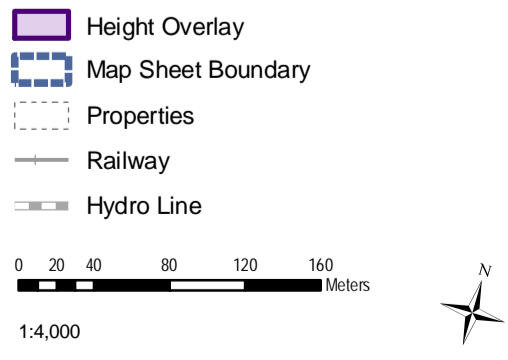 Height Overlay
Map Sheet Boundary
Properties
Railway
Hydro Line
0 20 40 80 120 160
Meters
N
1:4,000